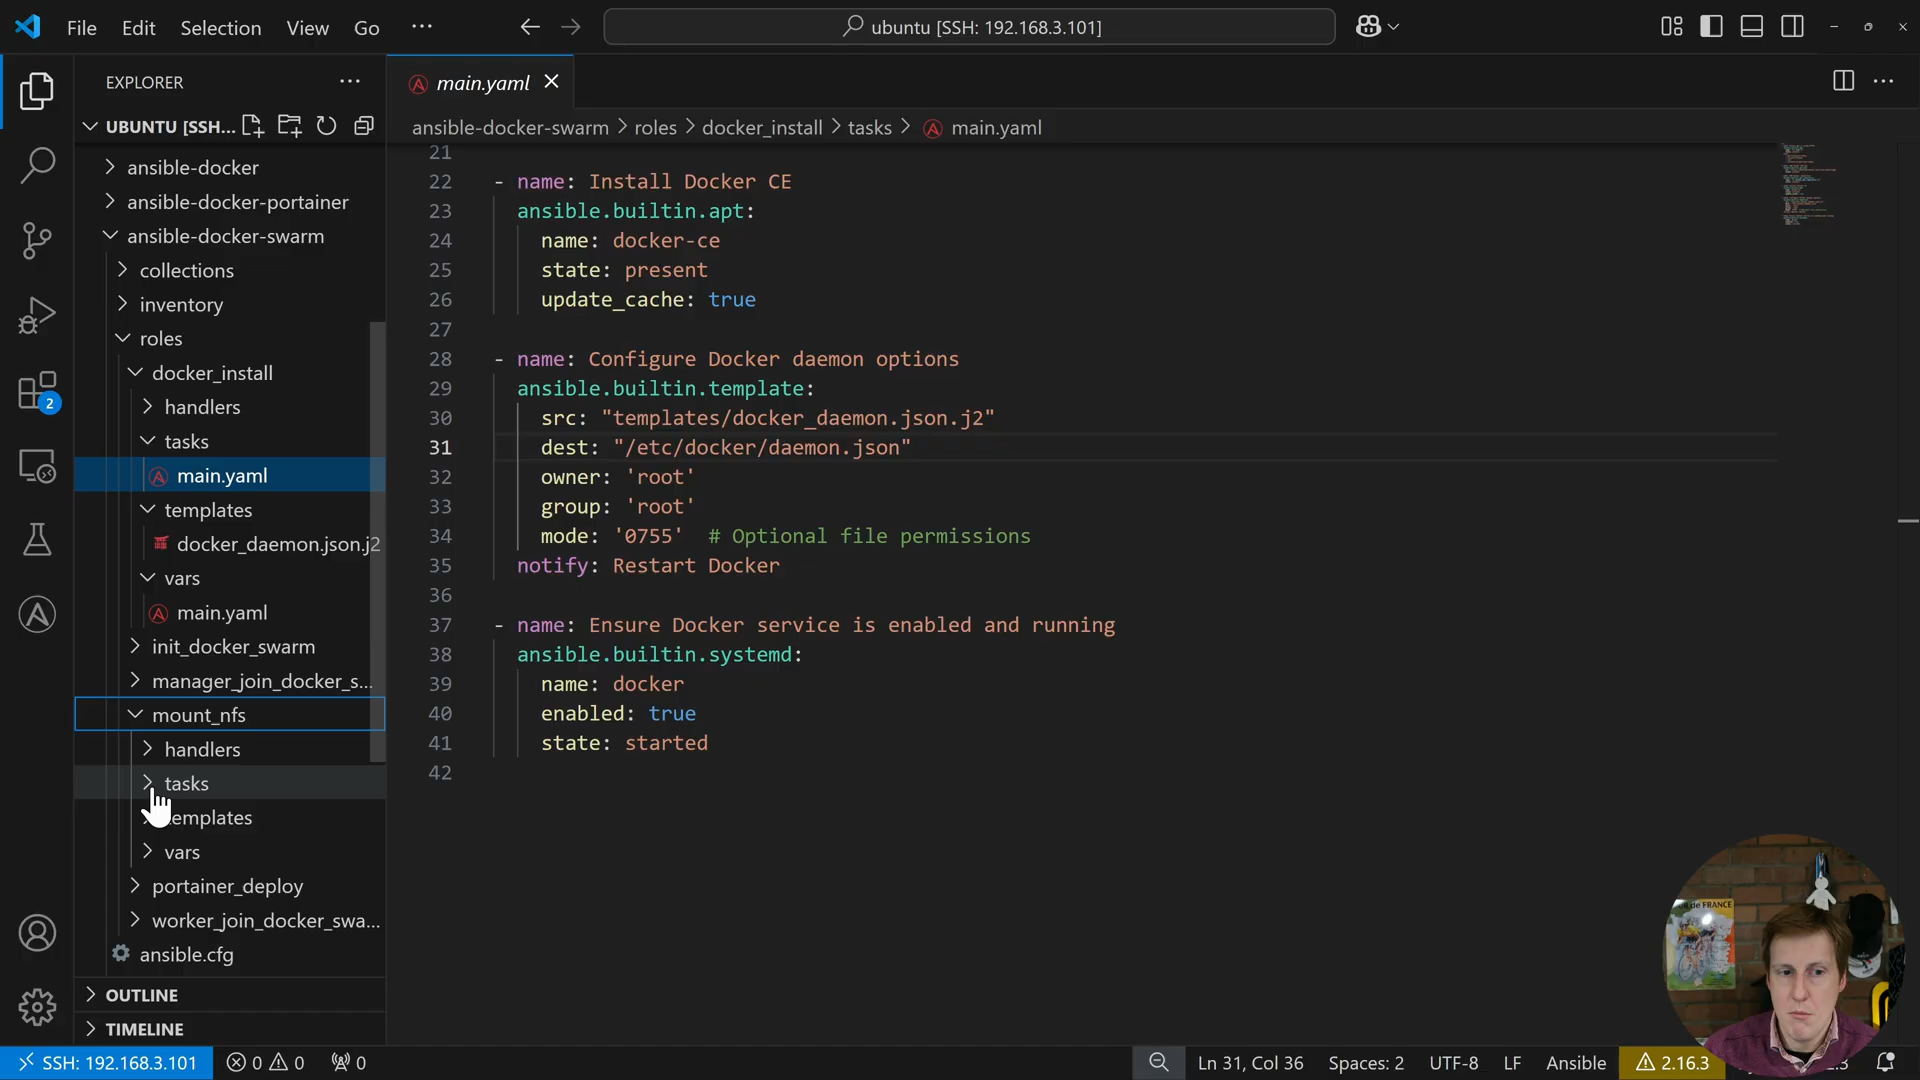 File Edit Selection View Go ···
ubuntu [SSH: 192.168.3.101]
EXPLORER
UBUNTU [SSH...
ansible-docker
ansible-docker-portainer
ansible-docker-swarm
collections
inventory
roles
docker_install
handlers
tasks
main.yaml
templates
docker_daemon.json.j2
vars
main.yaml
init_docker_swarm
manager_join_docker_s...
mount_nfs
handlers
tasks
emplates
vars
portainer_deploy
worker_join_docker_swa...
ansible.cfg
OUTLINE
TIMELINE
2
main.yaml
ansible-docker-swarm > roles > docker_install > tasks > main.yaml
21
22 - name: Install Docker CE
23 ansible.builtin.apt:
24 name: docker-ce
25 state: present
26 update_cache: true
27
28 - name: Configure Docker daemon options
29 ansible.builtin.template:
30 src: "templates/docker_daemon.json.j2"
31 dest: "/etc/docker/daemon.json"
32 owner: 'root'
33 group: 'root'
34 mode: '0755' # Optional file permissions
35 notify: Restart Docker
36
37 - name: Ensure Docker service is enabled and running
38 ansible.builtin.systemd:
39 name: docker
40 enabled: true
41 state: started
42
DE FRANCE
SSH: 192.168.3.101 0 0 0 Ln 31, Col 36 Spaces: 2 UTF-8 LF Ansible 2.16.3